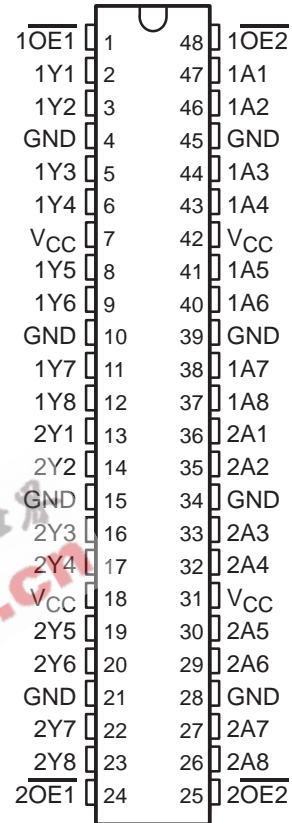 1OE1 1 48 1OE2
1Y1 2 47 1A1
1Y2 3 46 1A2
GND 4 45 GND
1Y3 5 44 1A3
1Y4 6 43 1A4
VCC 7 42 VCC
1Y5 8 41 1A5
1Y6 9 40 1A6
GND 10 39 GND
1Y7 11 38 1A7
1Y8 12 37 1A8
2Y1 13 36 2A1
2Y2 14 35 2A2
GND 15 34 GND
2Y3 16 33 2A3
2Y4 17 32 2A4
VCC 18 31 VCC
2Y5 19 30 2A5
2Y6 20 29 2A6
GND 21 28 GND
2Y7 22 27 2A7
2Y8 23 26 2A8
2OE1 24 25 2OE2
.cn